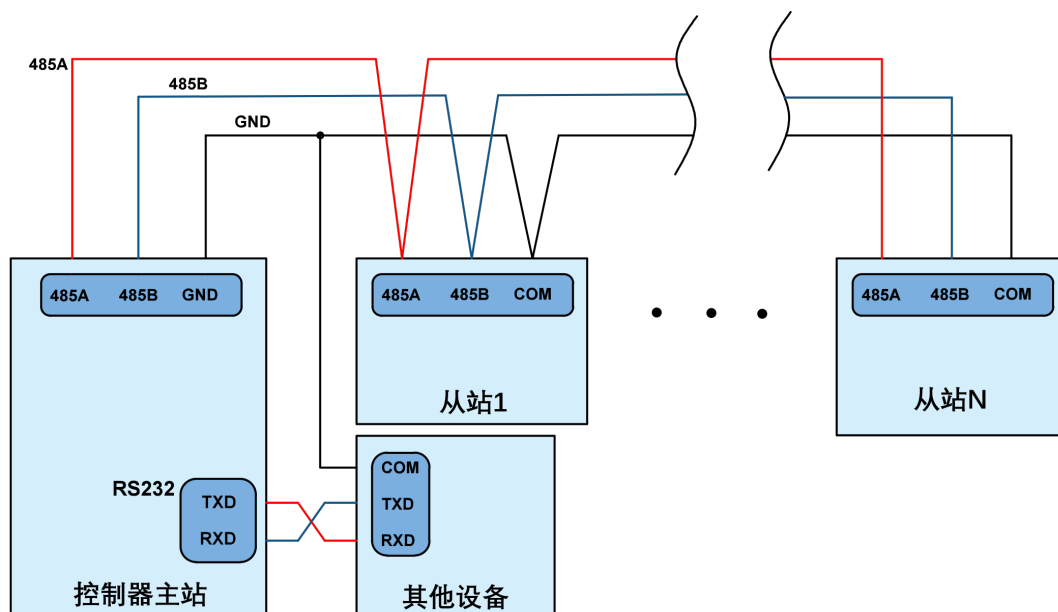 485A
485B
GND
485A 485B GND
485A 485B COM
485A 485B COM
从站1
从站N
COM
RS232
TXD
TXD
RXD
RXD
控制器主站
其他设备